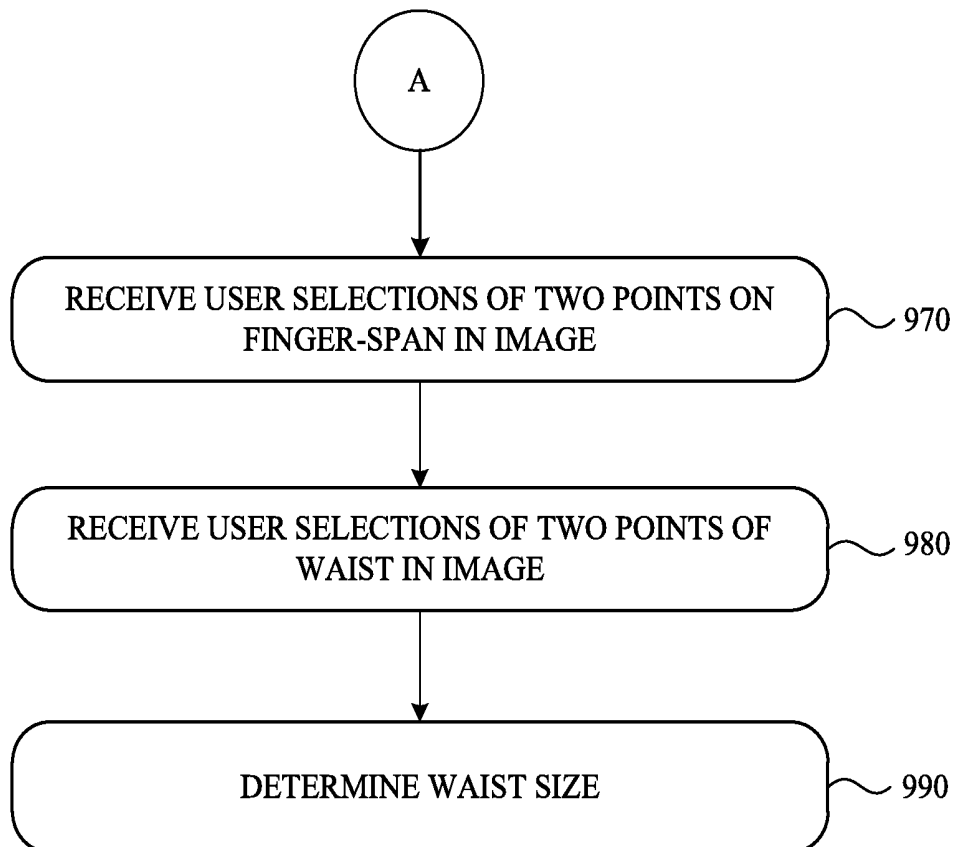 A
RECEIVE USER SELECTIONS OF TWO POINTS ON
FINGER-SPAN IN IMAGE
970
RECEIVE USER SELECTIONS OF TWO POINTS OF
WAIST IN IMAGE
980
DETERMINE WAIST SIZE
990